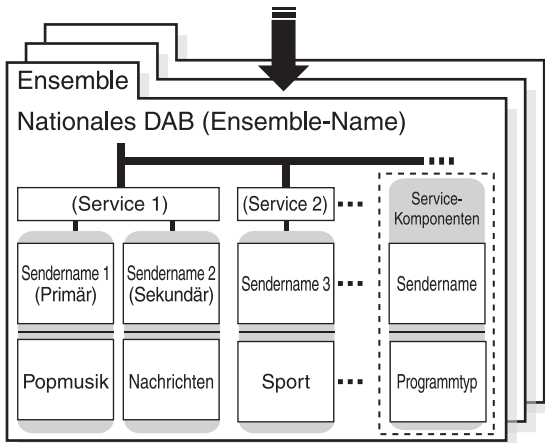 Ensemble
Nationales DAB (Ensemble-Name)
(Service 1)
(Service 2)
Service-
Komponenten
Sendername 1
(Primär)
Sendername 2
(Sekundär)
Sendername 3
Sendername
Popmusik
Nachrichten
Sport
Programmtyp